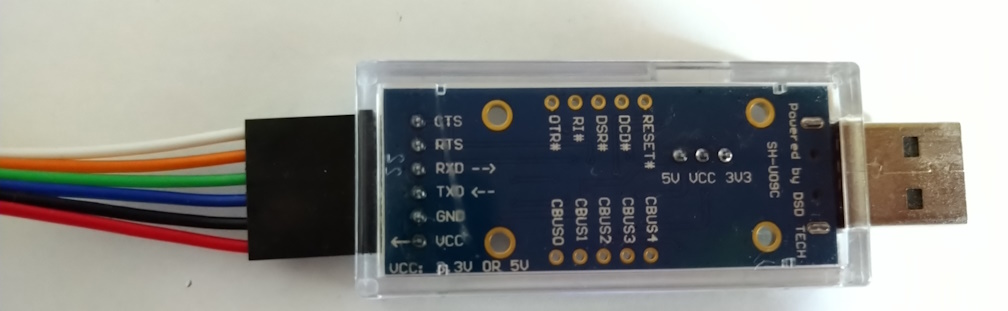 CTS
RTS
RXD -->
TXD <--
GND
<-- VCC
VCC: 3.3V OR 5V
DTR#
RI#
DSR#
DCD#
RESET#
5V VCC 3V3
CBUS0
CBUS1
CBUS2
CBUS3
CBUS4
SH-U09C
Powered by DSD TECH